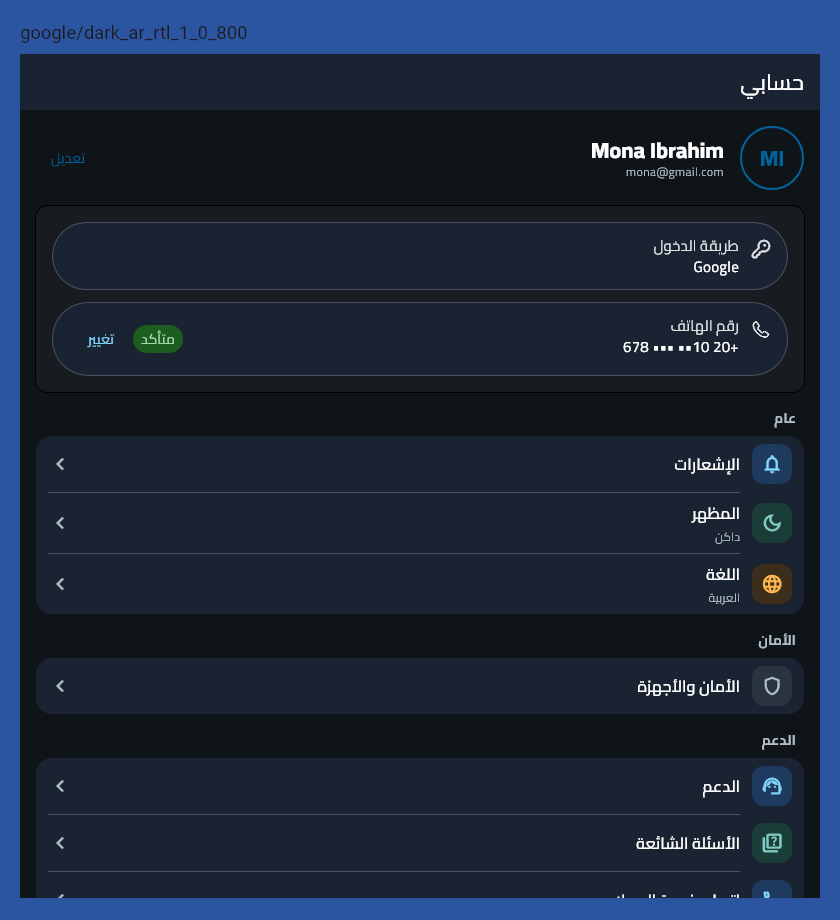 google/dark_ar_rtl_1_0_800
حسابي
MI
Mona Ibrahim
mona@gmail.com
تعديل
طريقة الدخول
Google
رقم الهاتف
+20 10•• ••• 678
متأكد
تغيير
عام
الإشعارات
المظهر
داكن
اللغة
العربية
الأمان
الأمان والأجهزة
الدعم
الدعم
الأسئلة الشائعة